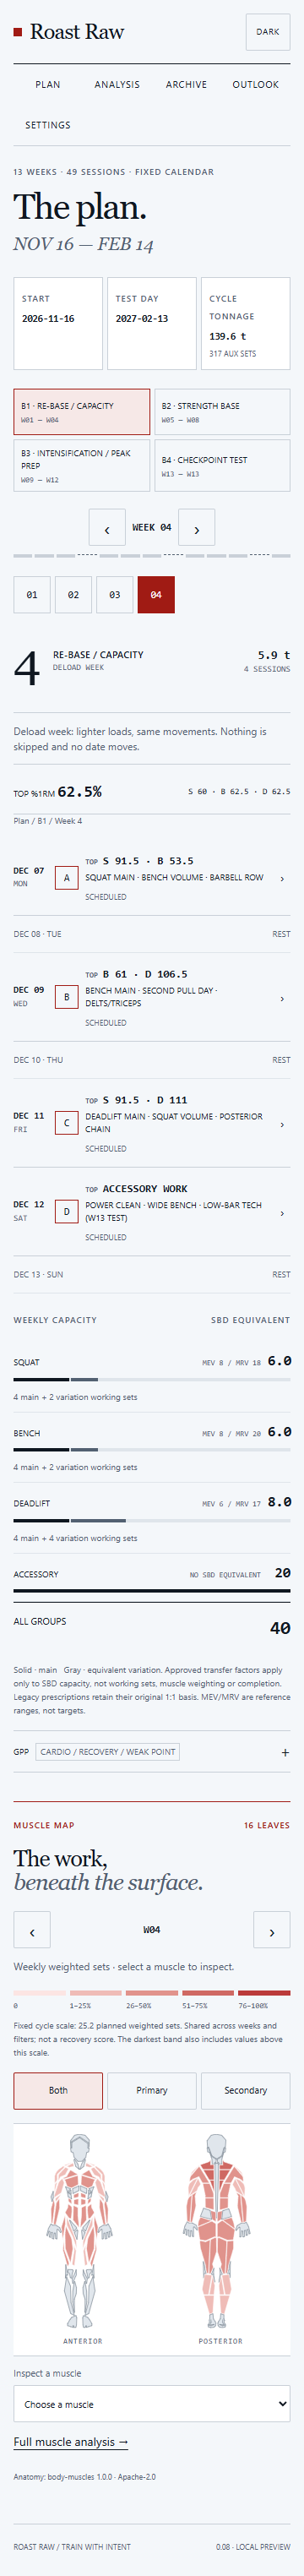 Roast Raw
DARK
PLAN
ANALYSIS
ARCHIVE
OUTLOOK
SETTINGS
13 WEEKS · 49 SESSIONS · FIXED CALENDAR
The plan.
NOV 16 — FEB 14
START
2026-11-16
TEST DAY
2027-02-13
CYCLE
TONNAGE
139.6 t
317 AUX SETS
B1 · RE-BASE / CAPACITY
W01 — W04
B2 · STRENGTH BASE
W05 — W08
B3 · INTENSIFICATION / PEAK
PREP
W09 — W12
B4 · CHECKPOINT TEST
W13 — W13
‹
WEEK 04
›
01
02
03
04
4
RE-BASE / CAPACITY
DELOAD WEEK
5.9 t
4 SESSIONS
Deload week: lighter loads, same movements. Nothing is
skipped and no date moves.
TOP %1RM 62.5%
S 60 · B 62.5 · D 62.5
Plan / B1 / Week 4
DEC 07
MON
A
TOP S 91.5 · B 53.5
SQUAT MAIN · BENCH VOLUME · BARBELL ROW
SCHEDULED
›
DEC 08 · TUE
REST
DEC 09
WED
B
TOP B 61 · D 106.5
BENCH MAIN · SECOND PULL DAY ·
DELTS/TRICEPS
SCHEDULED
›
DEC 10 · THU
REST
DEC 11
FRI
C
TOP S 91.5 · D 111
DEADLIFT MAIN · SQUAT VOLUME · POSTERIOR
CHAIN
SCHEDULED
›
DEC 12
SAT
D
TOP ACCESSORY WORK
POWER CLEAN · WIDE BENCH · LOW-BAR TECH
(W13 TEST)
SCHEDULED
›
DEC 13 · SUN
REST
WEEKLY CAPACITY
SBD EQUIVALENT
SQUAT
MEV 8 / MRV 18 6.0
4 main + 2 variation working sets
BENCH
MEV 8 / MRV 20 6.0
4 main + 2 variation working sets
DEADLIFT
MEV 6 / MRV 17 8.0
4 main + 4 variation working sets
ACCESSORY
NO SBD EQUIVALENT 20
ALL GROUPS
40
Solid · main Gray · equivalent variation. Approved transfer factors apply
only to SBD capacity, not working sets, muscle weighting or completion.
Legacy prescriptions retain their original 1:1 basis. MEV/MRV are reference
ranges, not targets.
GPP
CARDIO / RECOVERY / WEAK POINT
+
MUSCLE MAP
16 LEAVES
The work,
beneath the surface.
‹
W04
›
Weekly weighted sets · select a muscle to inspect.
0
1–25%
26–50%
51–75%
76–100%
Fixed cycle scale: 25.2 planned weighted sets. Shared across weeks and
filters; not a recovery score. The darkest band also includes values above
this scale.
Both
Primary
Secondary
ANTERIOR
POSTERIOR
Inspect a muscle
Choose a muscle
Full muscle analysis →
Anatomy: body-muscles 1.0.0 · Apache-2.0
ROAST RAW / TRAIN WITH INTENT
0.08 · LOCAL PREVIEW